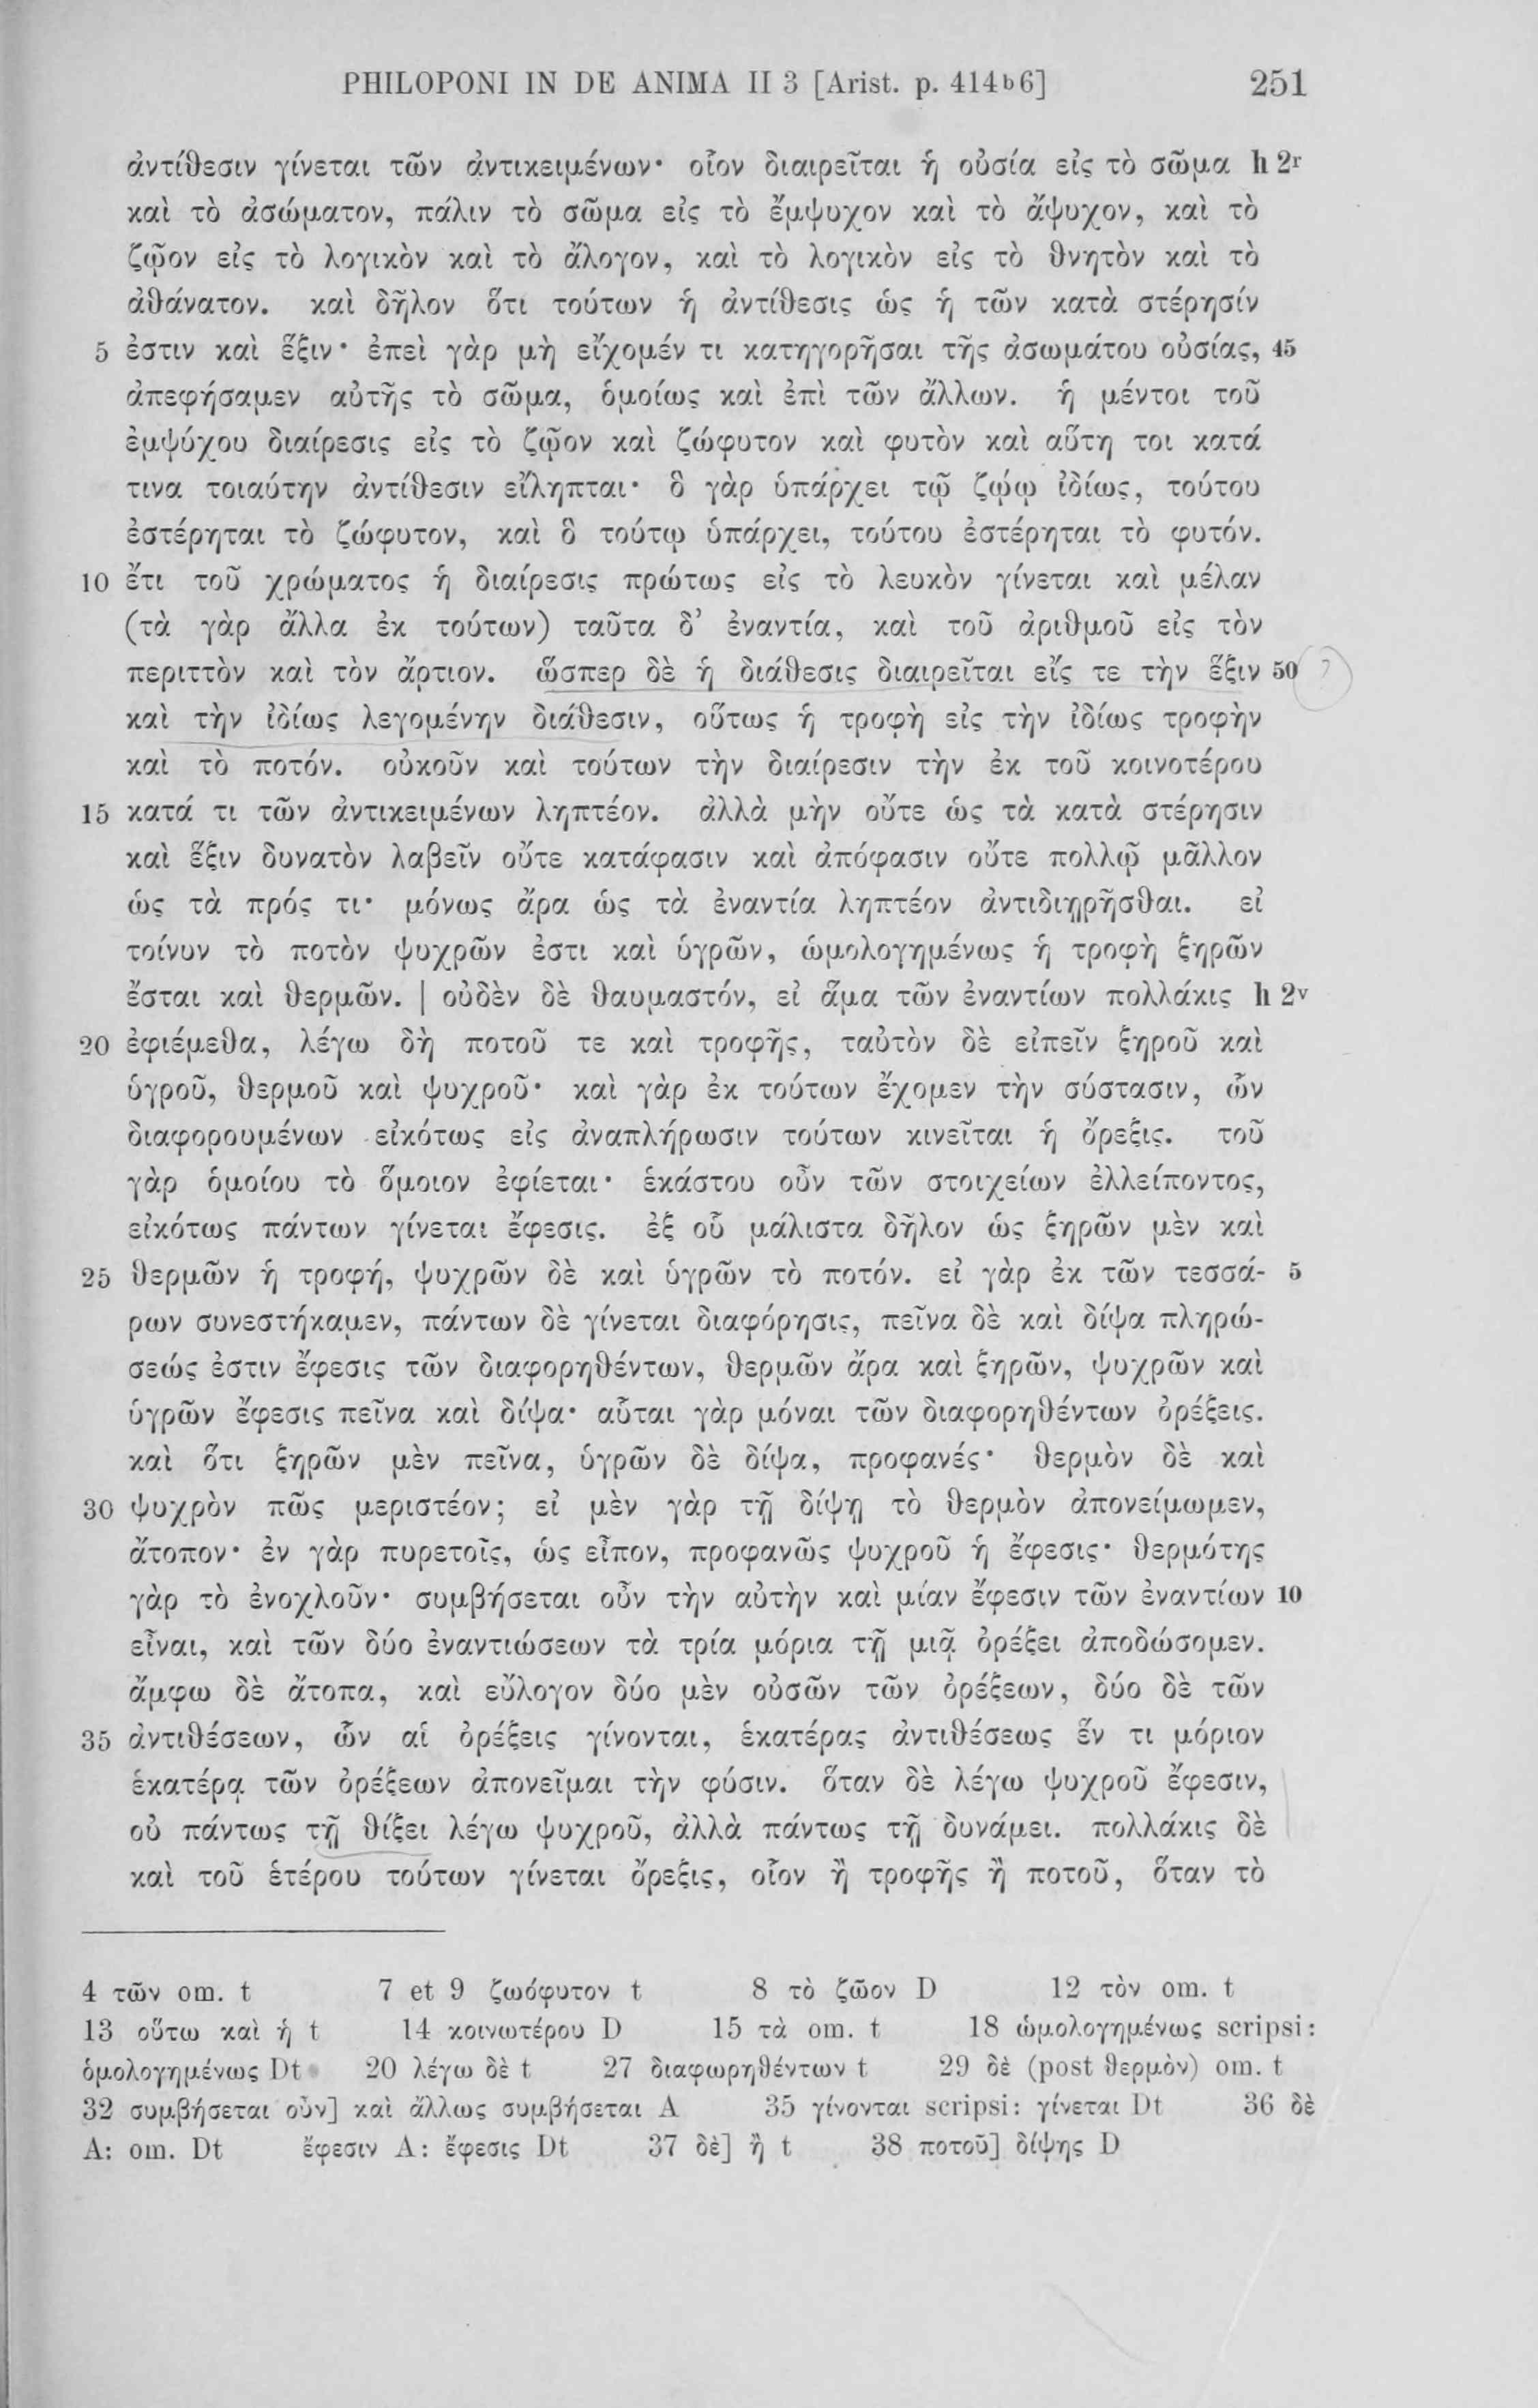 PHILOPONI IN DE ANIMA II 3 [Arist. p. 414b6] 251
ἀντίθεσιν γίνεται τῶν ἀντικειμένων· οἷον διαιρεῖται ἡ οὐσία εἰς τὸ σῶμα h 2r
καὶ τὸ ἀσώματον, πάλιν τὸ σῶμα εἰς τὸ ἔμψυχον καὶ τὸ ἄψυχον, καὶ τὸ
ζῷον εἰς τὸ λογικὸν καὶ τὸ ἄλογον, καὶ τὸ λογικὸν εἰς τὸ θνητὸν καὶ τὸ
ἀθάνατον. καὶ δῆλον ὅτι τούτων ἡ ἀντίθεσις ὡς ἡ τῶν κατὰ στέρησίν
5 ἐστιν καὶ ἕξιν· ἐπεὶ γὰρ μὴ εἴχομέν τι κατηγορῆσαι τῆς ἀσωμάτου οὐσίας, 45
ἀπεφήσαμεν αὐτῆς τὸ σῶμα, ὁμοίως καὶ ἐπὶ τῶν ἄλλων. ἡ μέντοι τοῦ
ἐμψύχου διαίρεσις εἰς τὸ ζῷον καὶ ζώφυτον καὶ φυτὸν καὶ αὕτη τοι κατά
τινα τοιαύτην ἀντίθεσιν εἴληπται· ὃ γὰρ ὑπάρχει τῷ ζῴῳ ἰδίως, τούτου
ἐστέρηται τὸ ζώφυτον, καὶ ὃ τούτῳ ὑπάρχει, τούτου ἐστέρηται τὸ φυτόν.
10 ἔτι τοῦ χρώματος ἡ διαίρεσις πρώτως εἰς τὸ λευκὸν γίνεται καὶ μέλαν
(τὰ γὰρ ἄλλα ἐκ τούτων) ταῦτα δ’ ἐναντία, καὶ τοῦ ἀριθμοῦ εἰς τὸν
περιττὸν καὶ τὸν ἄρτιον. ὥσπερ δὲ ἡ διάθεσις διαιρεῖται εἴς τε τὴν ἕξιν 50 ?
καὶ τὴν ἰδίως λεγομένην διάθεσιν, οὕτως ἡ τροφὴ εἰς τὴν ἰδίως τροφὴν
καὶ τὸ ποτόν. οὐκοῦν καὶ τούτων τὴν διαίρεσιν τὴν ἐκ τοῦ κοινοτέρου
15 κατά τι τῶν ἀντικειμένων ληπτέον. ἀλλὰ μὴν οὔτε ὡς τὰ κατὰ στέρησιν
καὶ ἕξιν δυνατὸν λαβεῖν οὔτε κατάφασιν καὶ ἀπόφασιν οὔτε πολλῷ μᾶλλον
ὡς τὰ πρός τι· μόνως ἄρα ὡς τὰ ἐναντία ληπτέον ἀντιδιῃρῆσθαι. εἰ
τοίνυν τὸ ποτὸν ψυχρῶν ἐστι καὶ ὑγρῶν, ὡμολογημένως ἡ τροφὴ ξηρῶν
ἔσται καὶ θερμῶν. | οὐδὲν δὲ θαυμαστόν, εἰ ἅμα τῶν ἐναντίων πολλάκις h 2v
20 ἐφιέμεθα, λέγω δὴ ποτοῦ τε καὶ τροφῆς, ταὐτὸν δὲ εἰπεῖν ξηροῦ καὶ
ὑγροῦ, θερμοῦ καὶ ψυχροῦ· καὶ γὰρ ἐκ τούτων ἔχομεν τὴν σύστασιν, ὧν
διαφορουμένων εἰκότως εἰς ἀναπλήρωσιν τούτων κινεῖται ἡ ὄρεξις. τοῦ
γὰρ ὁμοίου τὸ ὅμοιον ἐφίεται· ἑκάστου οὖν τῶν στοιχείων ἐλλείποντος,
εἰκότως πάντων γίνεται ἔφεσις. ἐξ οὗ μάλιστα δῆλον ὡς ξηρῶν μὲν καὶ
25 θερμῶν ἡ τροφή, ψυχρῶν δὲ καὶ ὑγρῶν τὸ ποτόν. εἰ γὰρ ἐκ τῶν τεσσά- 5
ρων συνεστήκαμεν, πάντων δὲ γίνεται διαφόρησις, πεῖνα δὲ καὶ δίψα πληρώ-
σεώς ἐστιν ἔφεσις τῶν διαφορηθέντων, θερμῶν ἄρα καὶ ξηρῶν, ψυχρῶν καὶ
ὑγρῶν ἔφεσις πεῖνα καὶ δίψα· αὗται γὰρ μόναι τῶν διαφορηθέντων ὀρέξεις.
καὶ ὅτι ξηρῶν μὲν πεῖνα, ὑγρῶν δὲ δίψα, προφανές· θερμὸν δὲ καὶ
30 ψυχρὸν πῶς μεριστέον; εἰ μὲν γὰρ τῇ δίψῃ τὸ θερμὸν ἀπονείμωμεν,
ἄτοπον· ἐν γὰρ πυρετοῖς, ὡς εἶπον, προφανῶς ψυχροῦ ἡ ἔφεσις· θερμότης
γὰρ τὸ ἐνοχλοῦν· συμβήσεται οὖν τὴν αὐτὴν καὶ μίαν ἔφεσιν τῶν ἐναντίων 10
εἶναι, καὶ τῶν δύο ἐναντιώσεων τὰ τρία μόρια τῇ μιᾷ ὀρέξει ἀποδώσομεν.
ἄμφω δὲ ἄτοπα, καὶ εὔλογον δύο μὲν οὐσῶν τῶν ὀρέξεων, δύο δὲ τῶν
35 ἀντιθέσεων, ὧν αἱ ὀρέξεις γίνονται, ἑκατέρας ἀντιθέσεως ἕν τι μόριον
ἑκατέρᾳ τῶν ὀρέξεων ἀπονεῖμαι τὴν φύσιν. ὅταν δὲ λέγω ψυχροῦ ἔφεσιν,
οὐ πάντως τῇ θίξει λέγω ψυχροῦ, ἀλλὰ πάντως τῇ δυνάμει. πολλάκις δὲ
καὶ τοῦ ἑτέρου τούτων γίνεται ὄρεξις, οἷον ἢ τροφῆς ἢ ποτοῦ, ὅταν τὸ
4 τῶν om. t 7 et 9 ζωόφυτον t 8 τὸ ζῶον D 12 τὸν om. t
13 οὕτω καὶ ἡ t 14 κοινωτέρου D 15 τὰ om. t 18 ὡμολογημένως scripsi:
ὁμολογημένως Dt 20 λέγω δὲ t 27 διαφωρηθέντων t 29 δὲ (post θερμὸν) om. t
32 συμβήσεται οὖν] καὶ ἄλλως συμβήσεται A 35 γίνονται scripsi: γίνεται Dt 36 δὲ
A: om. Dt ἔφεσιν A: ἔφεσις Dt 37 δὲ] ἢ t 38 ποτοῦ] δίψης D